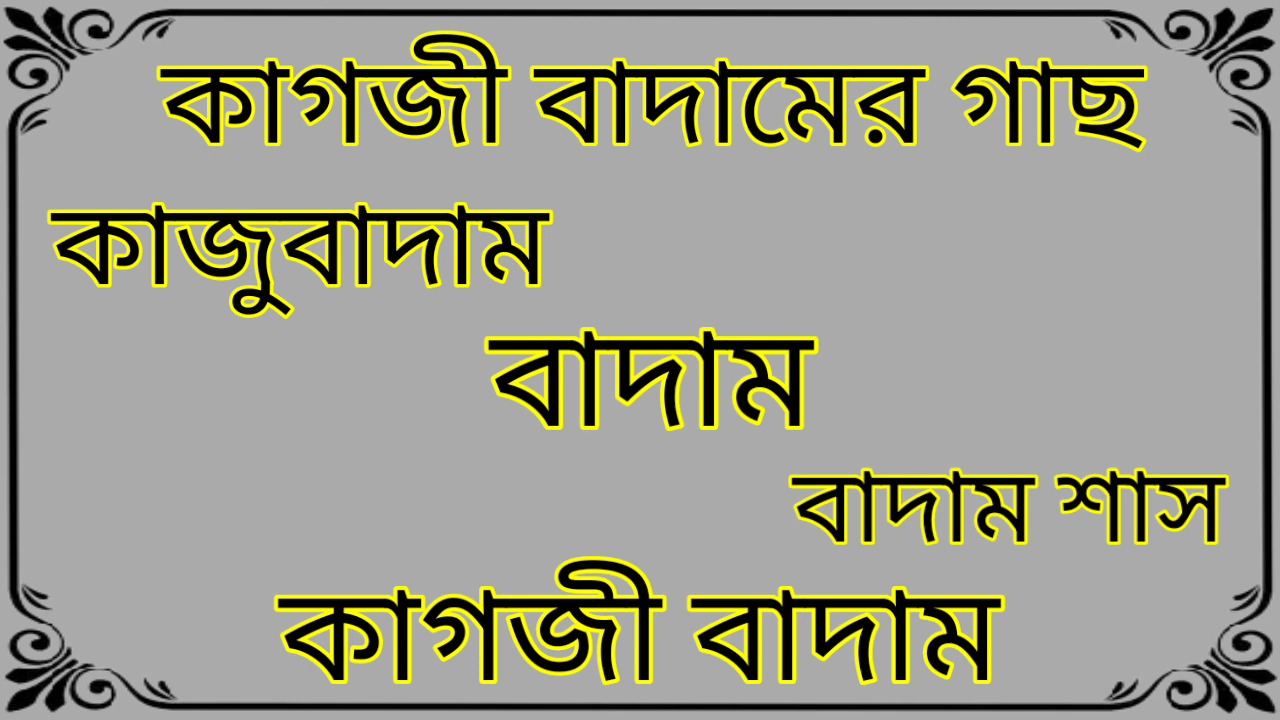 কাগজী বাদামের গাছ
কাজুবাদাম
বাদাম
বাদাম শাস
কাগজী বাদাম